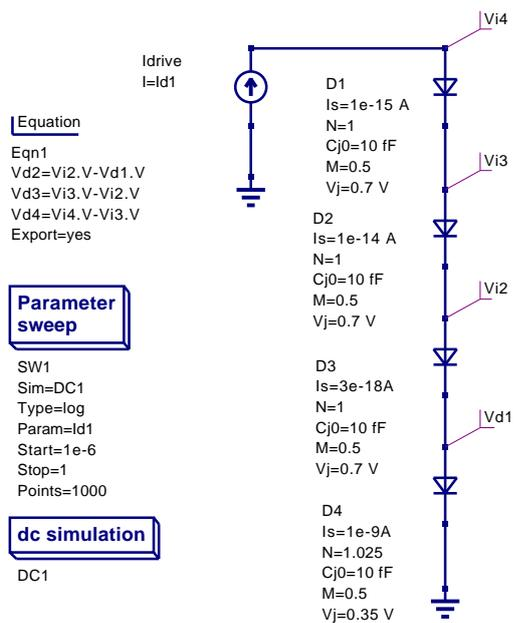 Vi4
Idrive
I=Id1
D1
Is=1e-15 A
N=1
Cj0=10 fF
M=0.5
Vj=0.7 V
Equation
Eqn1
Vd2=Vi2.V-Vd1.V
Vd3=Vi3.V-Vi2.V
Vd4=Vi4.V-Vi3.V
Export=yes
Vi3
D2
Is=1e-14 A
N=1
Cj0=10 fF
M=0.5
Vj=0.7 V
Vi2
Parameter
sweep
SW1
Sim=DC1
Type=log
Param=Id1
Start=1e-6
Stop=1
Points=1000
D3
Is=3e-18A
N=1
Cj0=10 fF
M=0.5
Vj=0.7 V
Vd1
dc simulation
DC1
D4
Is=1e-9A
N=1.025
Cj0=10 fF
M=0.5
Vj=0.35 V